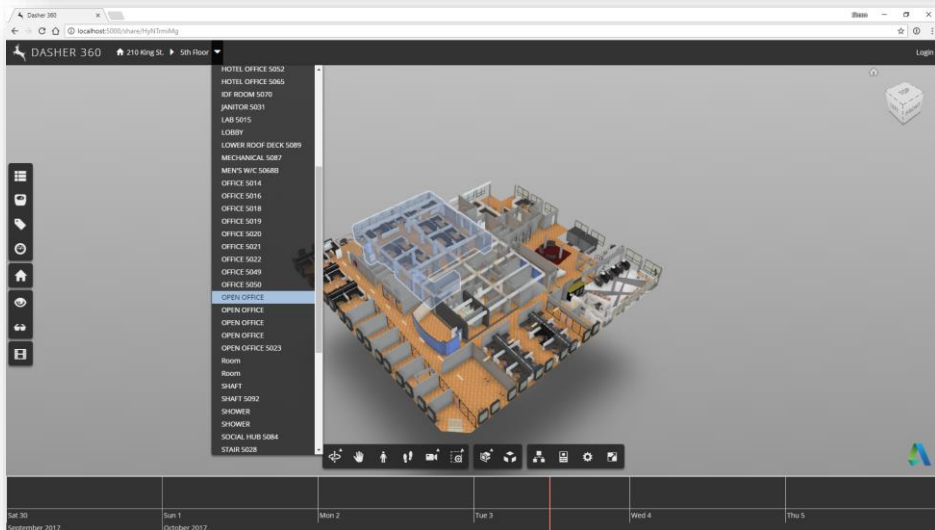 Dasher 360
localhost:5000/share/HyNTrmiMg
DASHER 360 210 King St. 5th Floor Login
HOTEL OFFICE 5052
HOTEL OFFICE 5065
IDF ROOM 5070
JANITOR 5031
LAB 5015
LOBBY
LOWER ROOF DECK 5089
MECHANICAL 5087
MEN'S W/C 5068B
OFFICE 5014
OFFICE 5016
OFFICE 5018
OFFICE 5019
OFFICE 5020
OFFICE 5021
OFFICE 5022
OFFICE 5049
OFFICE 5050
OPEN OFFICE
OPEN OFFICE
OPEN OFFICE
OPEN OFFICE
OPEN OFFICE 5023
Room
Room
SHAFT
SHAFT 5092
SHOWER
SHOWER
SOCIAL HUB 5084
STAIR 5028
TOP
FRONT
Sat 30 Sun 1 Mon 2 Tue 3 Wed 4 Thu 5
September 2017 October 2017